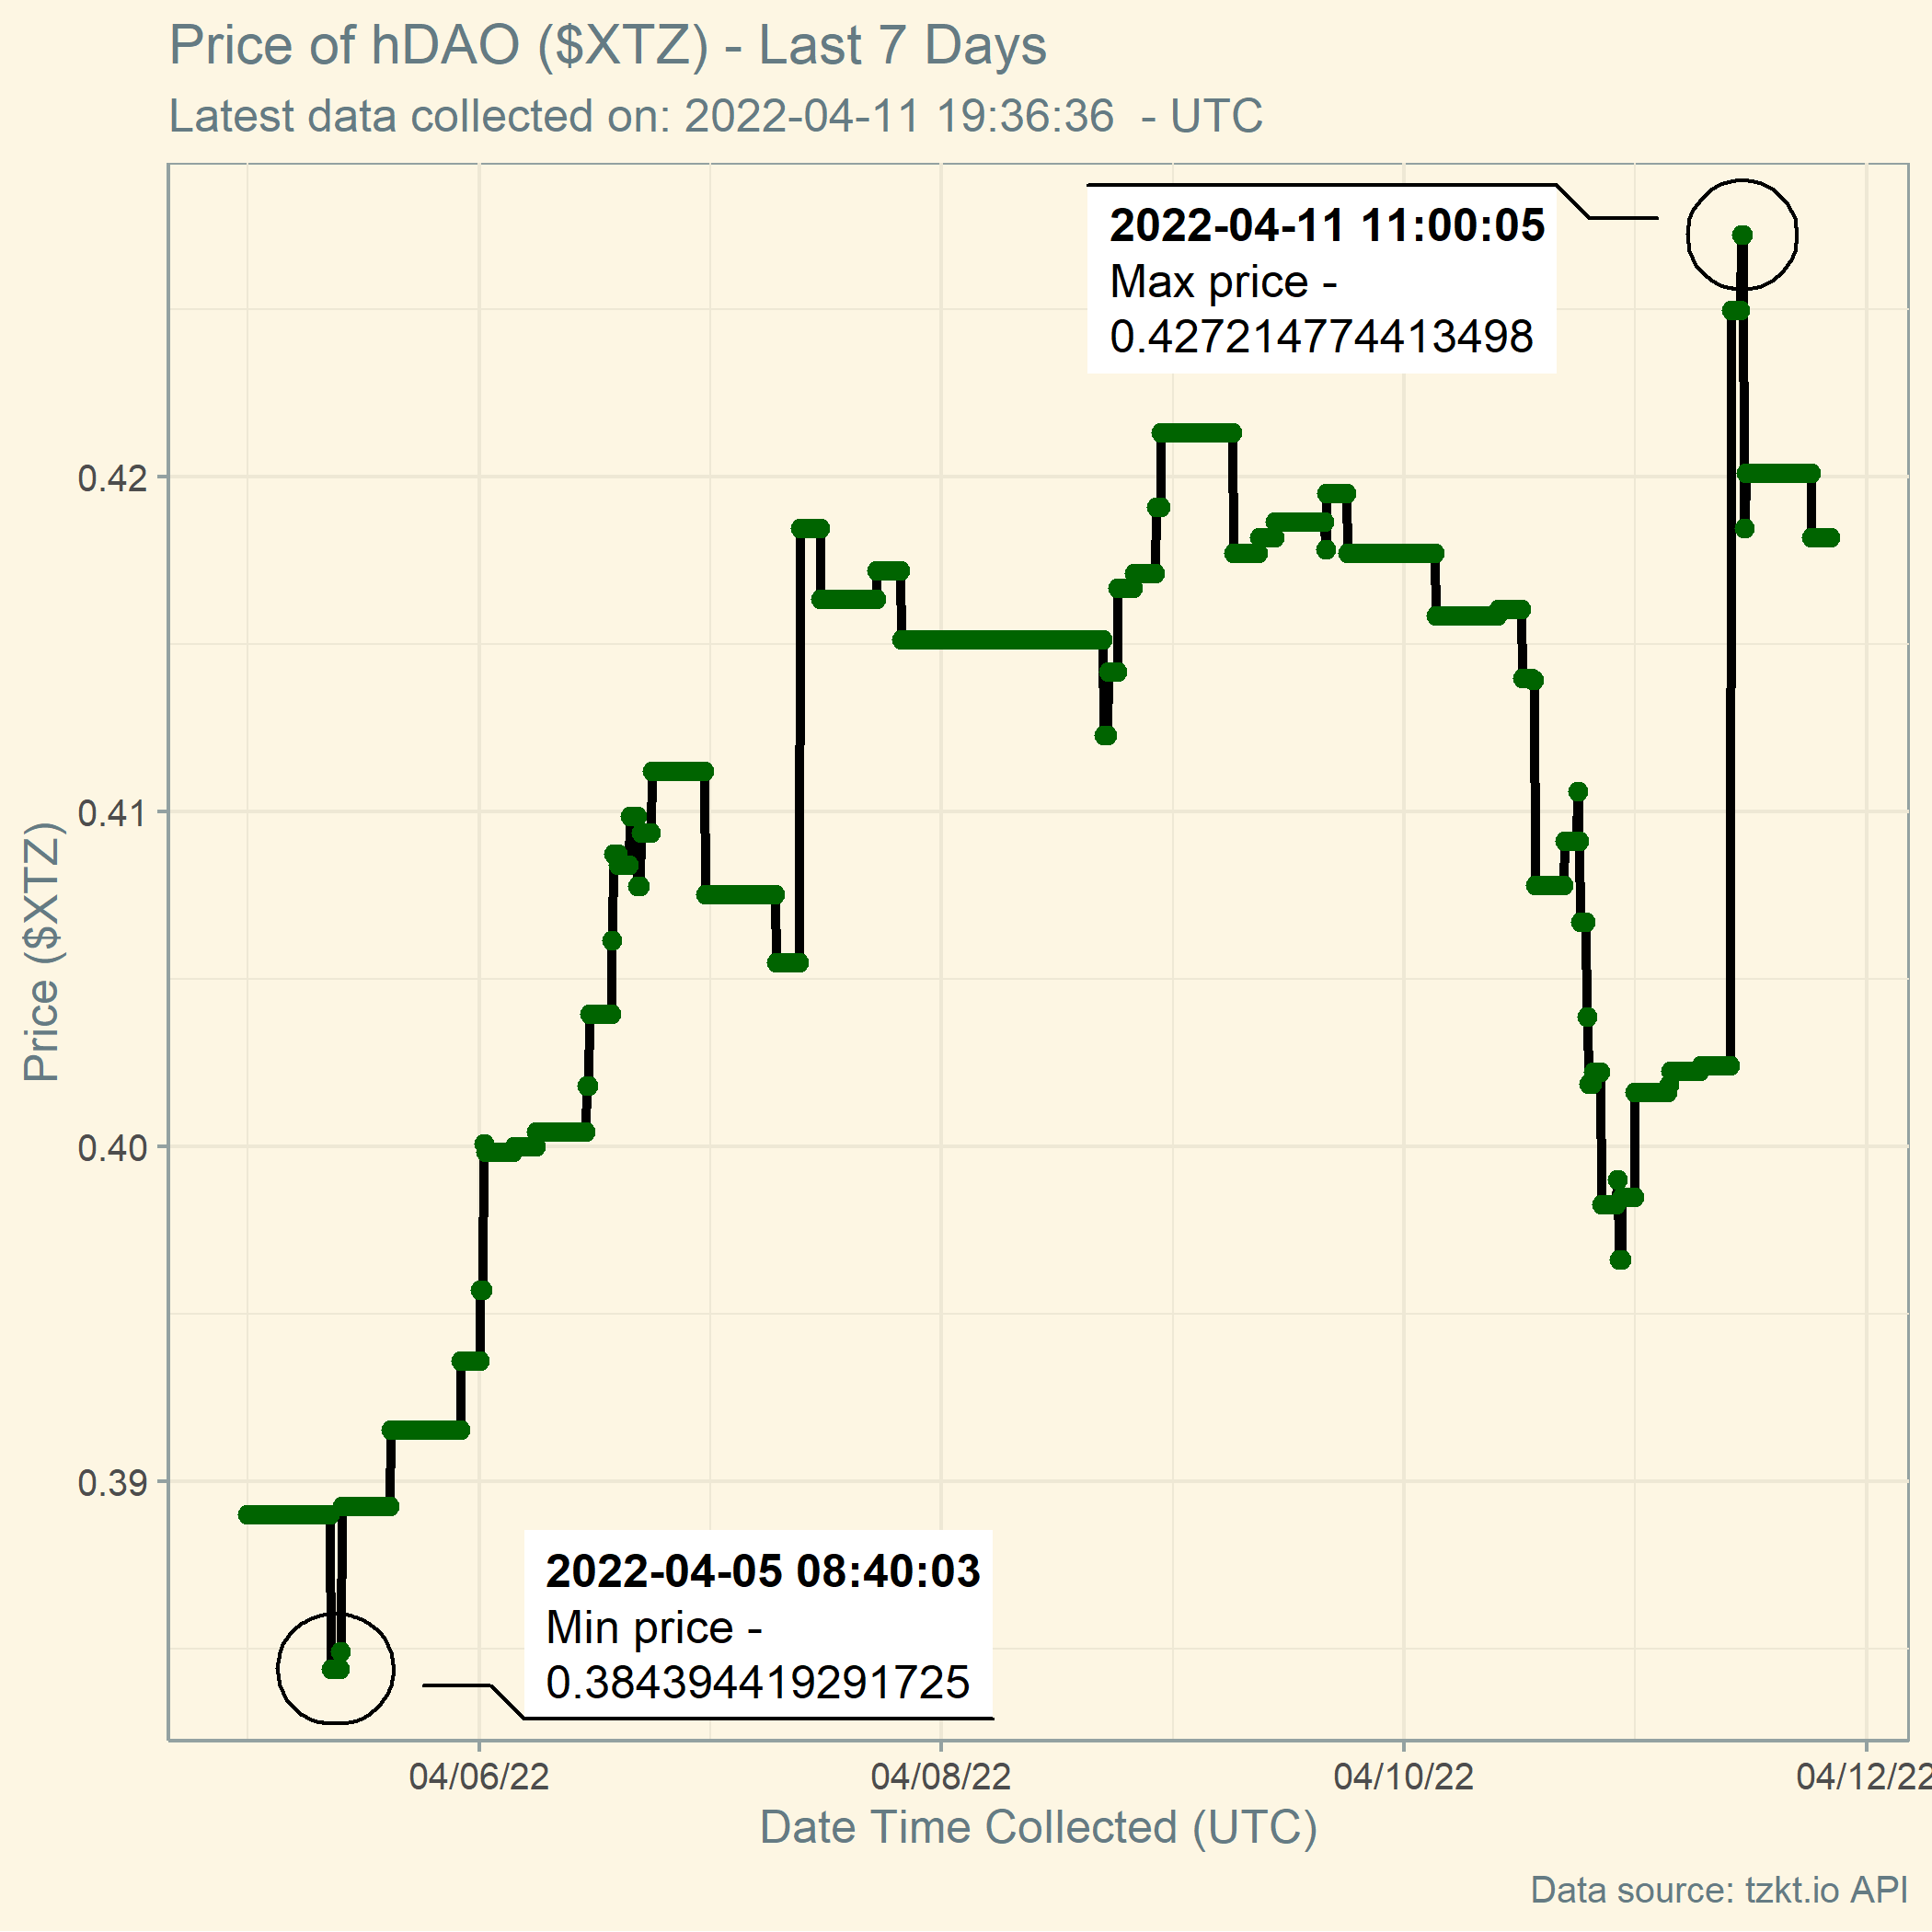 Price of hDAO ($XTZ) - Last 7 Days
Latest data collected on: 2022-04-11 19:36:36  - UTC
2022-04-11 11:00:05
Max price -
0.427214774413498
0.42
0.41
0.40
0.39
Price ($XTZ)
2022-04-05 08:40:03
Min price -
0.384394419291725
04/06/22
04/08/22
04/10/22
04/12/22
Date Time Collected (UTC)
Data source: tzkt.io API